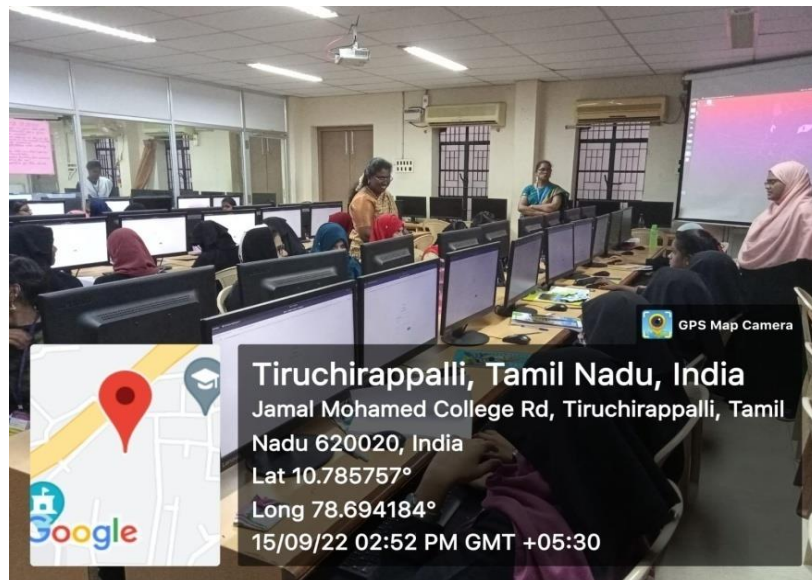 GPS Map Camera
Tiruchirappalli, Tamil Nadu, India
Jamal Mohamed College Rd, Tiruchirappalli, Tamil
Nadu 620020, India
Lat 10.785757°
Long 78.694184°
15/09/22 02:52 PM GMT +05:30
Google